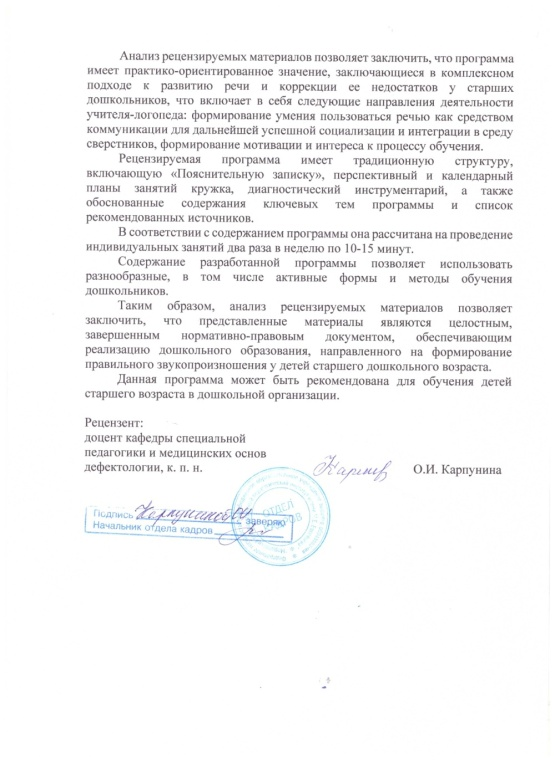 Анализ рецензируемых материалов позволяет заключить, что программа
имеет практико-ориентированное значение, заключающиеся в комплексном
подходе к развитию речи и коррекции ее недостатков у старших
дошкольников, что включает в себя следующие направления деятельности
учителя-логопеда: формирование умения пользоваться речью как средством
коммуникации для дальнейшей успешной социализации и интеграции в среду
сверстников, формирование мотивации и интереса к процессу обучения.
Рецензируемая программа имеет традиционную структуру,
включающую «Пояснительную записку», перспективный и календарный
планы занятий кружка, диагностический инструментарий, а также
обоснованные содержания ключевых тем программы и список
рекомендованных источников.
В соответствии с содержанием программы она рассчитана на проведение
индивидуальных занятий два раза в неделю по 10-15 минут.
Содержание разработанной программы позволяет использовать
разнообразные, в том числе активные формы и методы обучения
дошкольников.
Таким образом, анализ рецензируемых материалов позволяет
заключить, что представленные материалы являются целостным,
завершенным нормативно-правовым документом, обеспечивающим
реализацию дошкольного образования, направленного на формирование
правильного звукопроизношения у детей старшего дошкольного возраста.
Данная программа может быть рекомендована для обучения детей
старшего возраста в дошкольной организации.
Рецензент:
доцент кафедры специальной
педагогики и медицинских основ
дефектологии, к. п. н. О.И. Карпунина
Подпись Карпуниной ОИ заверяю
Начальник отдела кадров
ОТДЕЛ
КАДРОВ